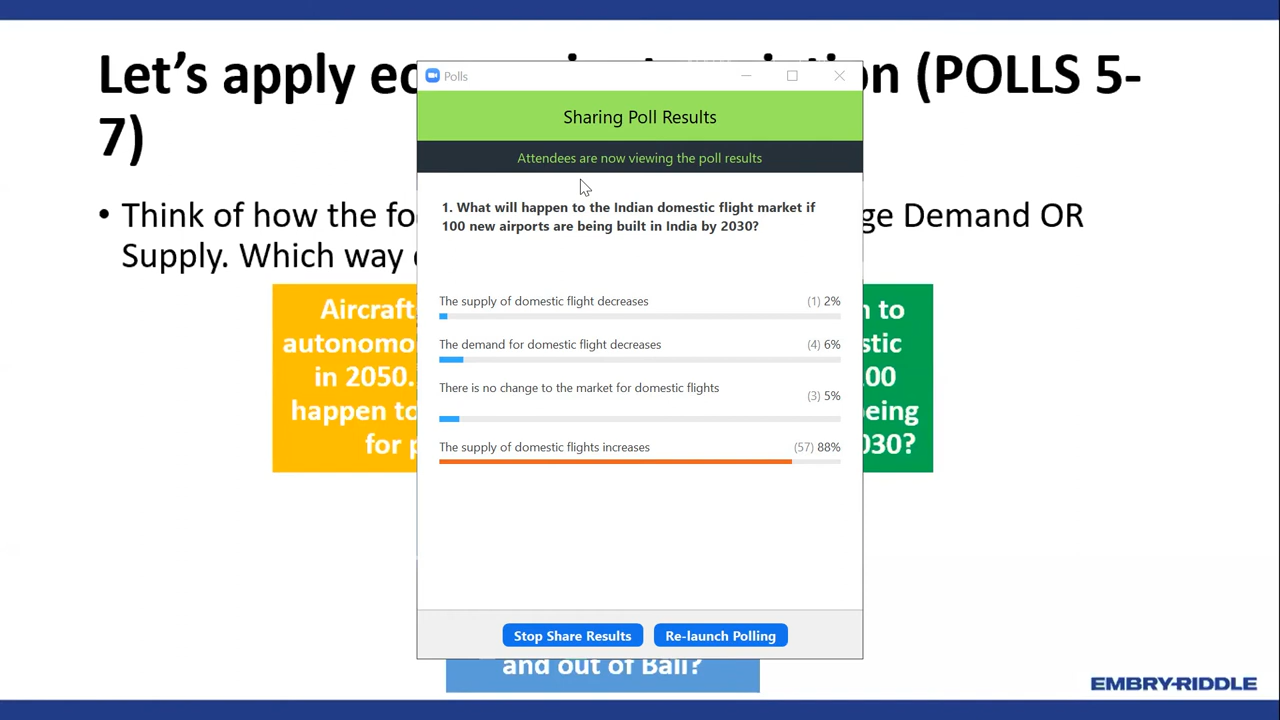 Let's apply
tion (POLLS 5-
7)
Polls
Sharing Poll Results
Attendees are now viewing the poll results
• Think of how the
ge Demand OR
Supply. Which way
1. What will happen to the Indian domestic flight market if
100 new airports are being built in India by 2030?
The supply of domestic flight decreases (1) 2%
The demand for domestic flight decreases (4) 6%
There is no change to the market for domestic flights (3) 5%
The supply of domestic flights increases (57) 88%
Aircraft
autonomo
in 2050.
happen to
for p
to
stic
00
eing
030?
Stop Share Results
Re-launch Polling
and out of Bali?
EMBRY-RIDDLE